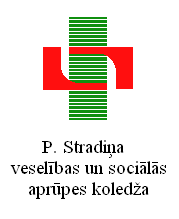 P. Stradiņa
veselības un sociālās
aprūpes koledža